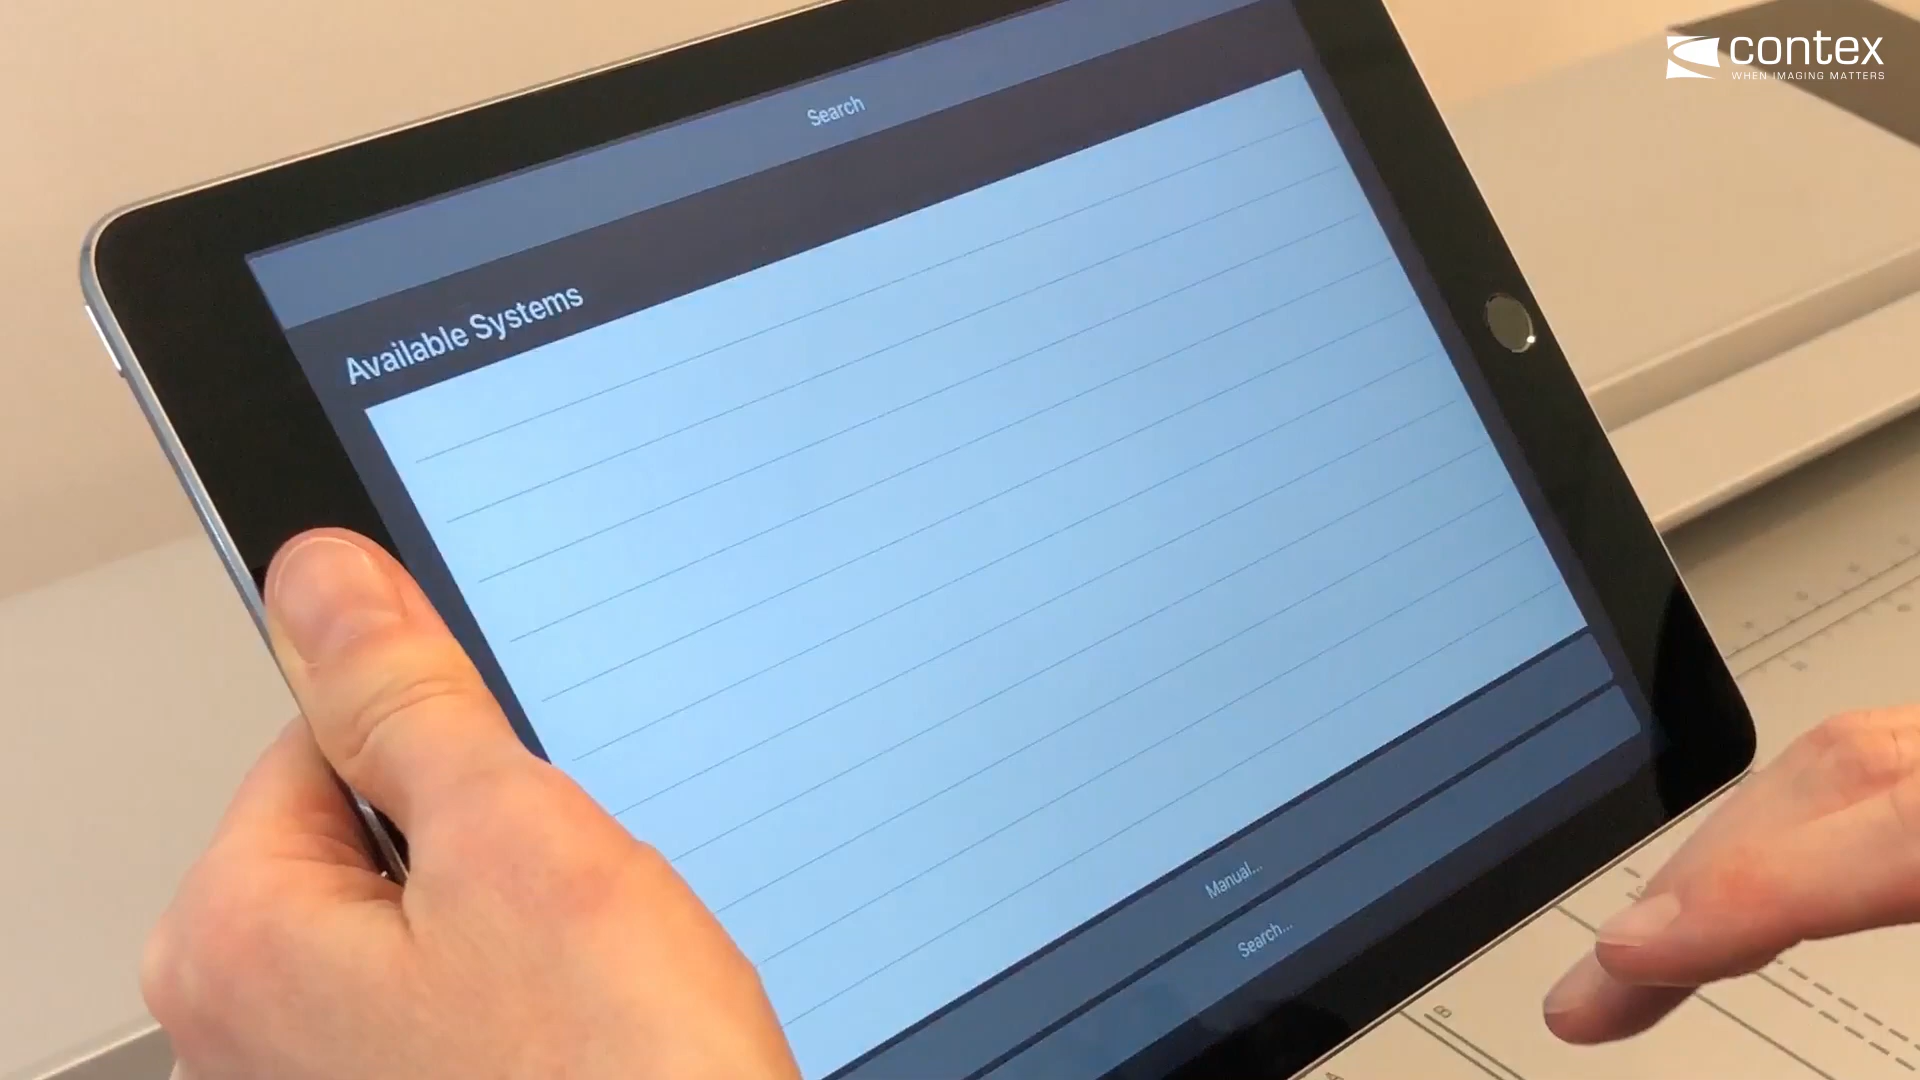 contex
WHEN IMAGING MATTERS
Search
Available Systems
Manual...
Search...
B
A